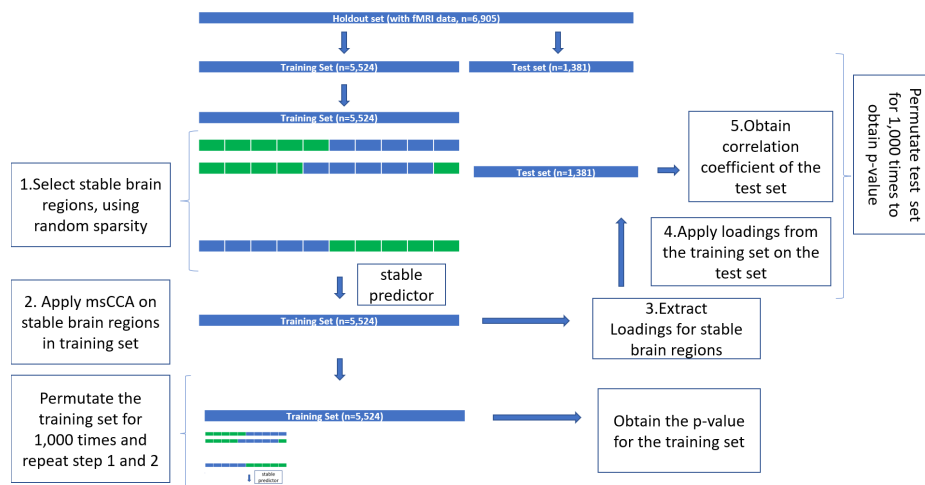 Holdout set (with fMRI data, n=6,905)
Training Set (n=5,524)
Test set (n=1,381)
Training Set (n=5,524)
1.Select stable brain
regions, using
random sparsity
Test set (n=1,381)
5.Obtain
correlation
coefficient of the
test set
Permutate test set
for 1,000 times to
obtain p-value
4.Apply loadings from
the training set on the
test set
stable
predictor
2. Apply msCCA on
stable brain regions
in training set
Training Set (n=5,524)
3.Extract
Loadings for stable
brain regions
Permutate the
training set for
1,000 times and
repeat step 1 and 2
Training Set (n=5,524)
Obtain the p-value
for the training set
stable
predictor